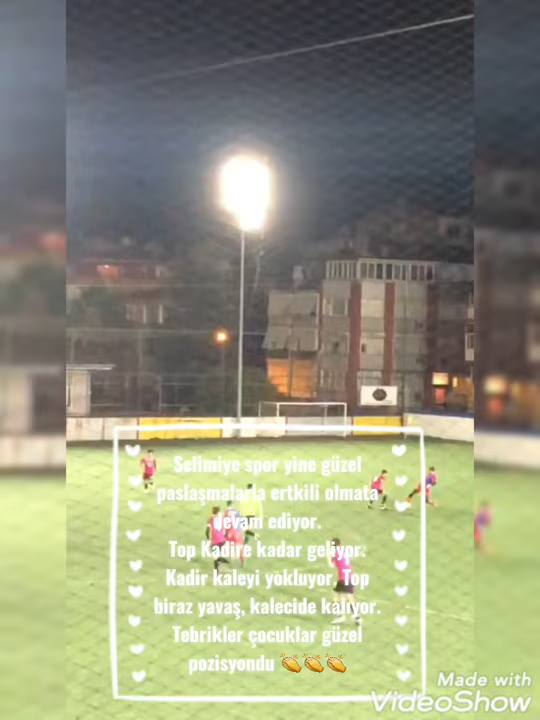 Selimiye spor yine güzel
paslaşmalarla ertkili olmata
devam ediyor.
Top Kadire kadar geliyor.
Kadir kaleyi yokluyor, Top
biraz yavaş, kalecide kalıyor.
Tebrikler çocuklar güzel
pozisyondu 👏👏👏
Made with
VideoShow